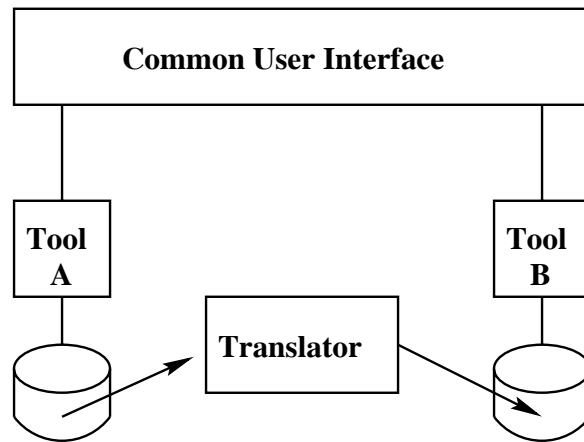 Common User Interface
Tool
A
Tool
B
Translator